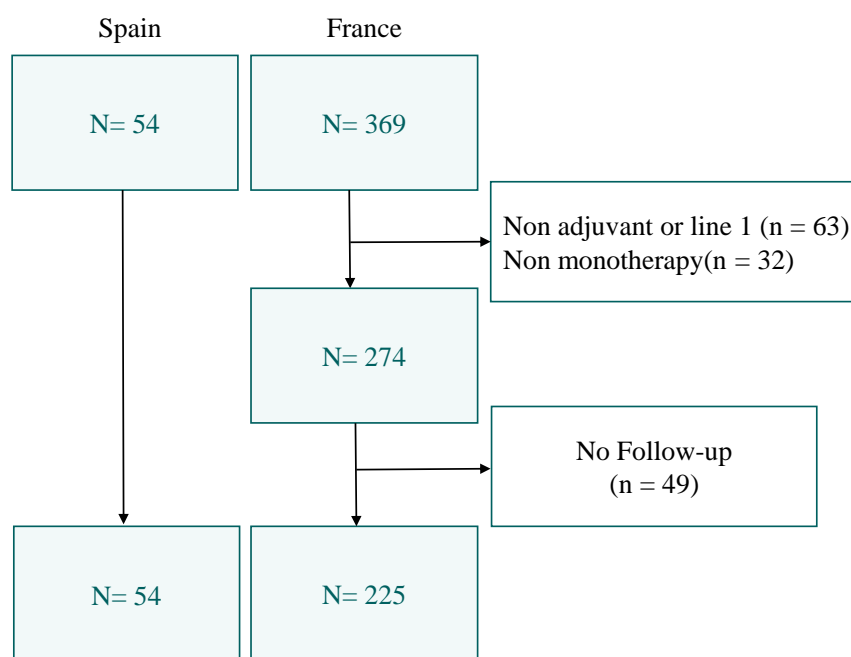 Spain
France
N= 54
N= 369
Non adjuvant or line 1 (n = 63)
Non monotherapy(n = 32)
N= 274
No Follow-up
(n = 49)
N= 54
N= 225